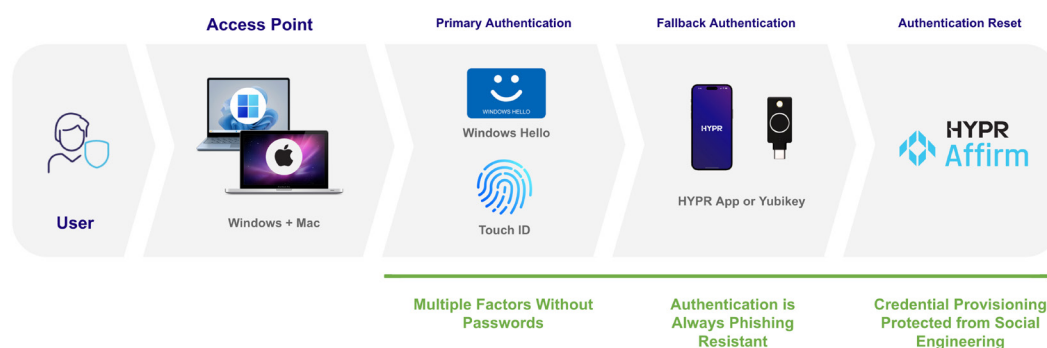 Access Point
Primary Authentication
Fallback Authentication
Authentication Reset
User
Windows + Mac
WINDOWS HELLO
Windows Hello
Touch ID
HYPR
HYPR App or Yubikey
HYPR
Affirm
Multiple Factors Without
Passwords
Authentication is
Always Phishing
Resistant
Credential Provisioning
Protected from Social
Engineering